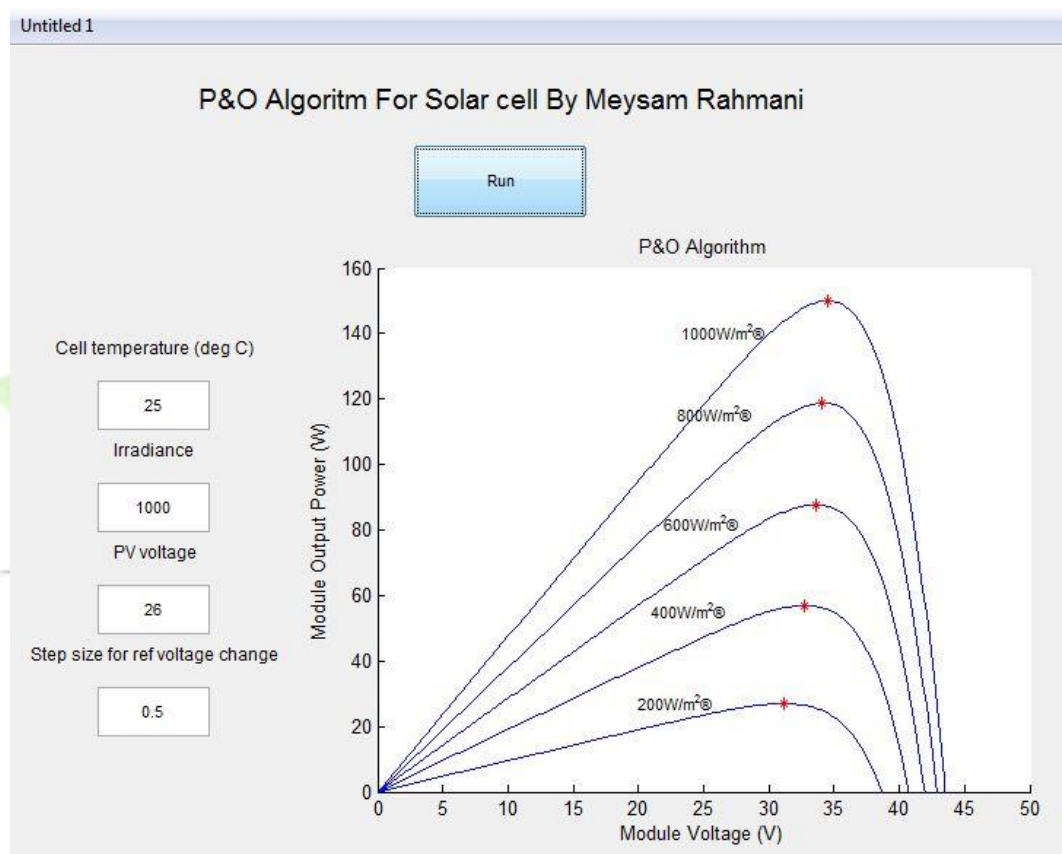 Untitled 1
P&O Algoritm For Solar cell By Meysam Rahmani
Run
P&O Algorithm
Cell temperature (deg C)
25
Irradiance
1000
PV voltage
26
Step size for ref voltage change
0.5
Module Output Power (W)
160
140
120
100
80
60
40
20
0
1000W/m²®
800W/m²®
600W/m²®
400W/m²®
200W/m²®
0 5 10 15 20 25 30 35 40 45 50
Module Voltage (V)